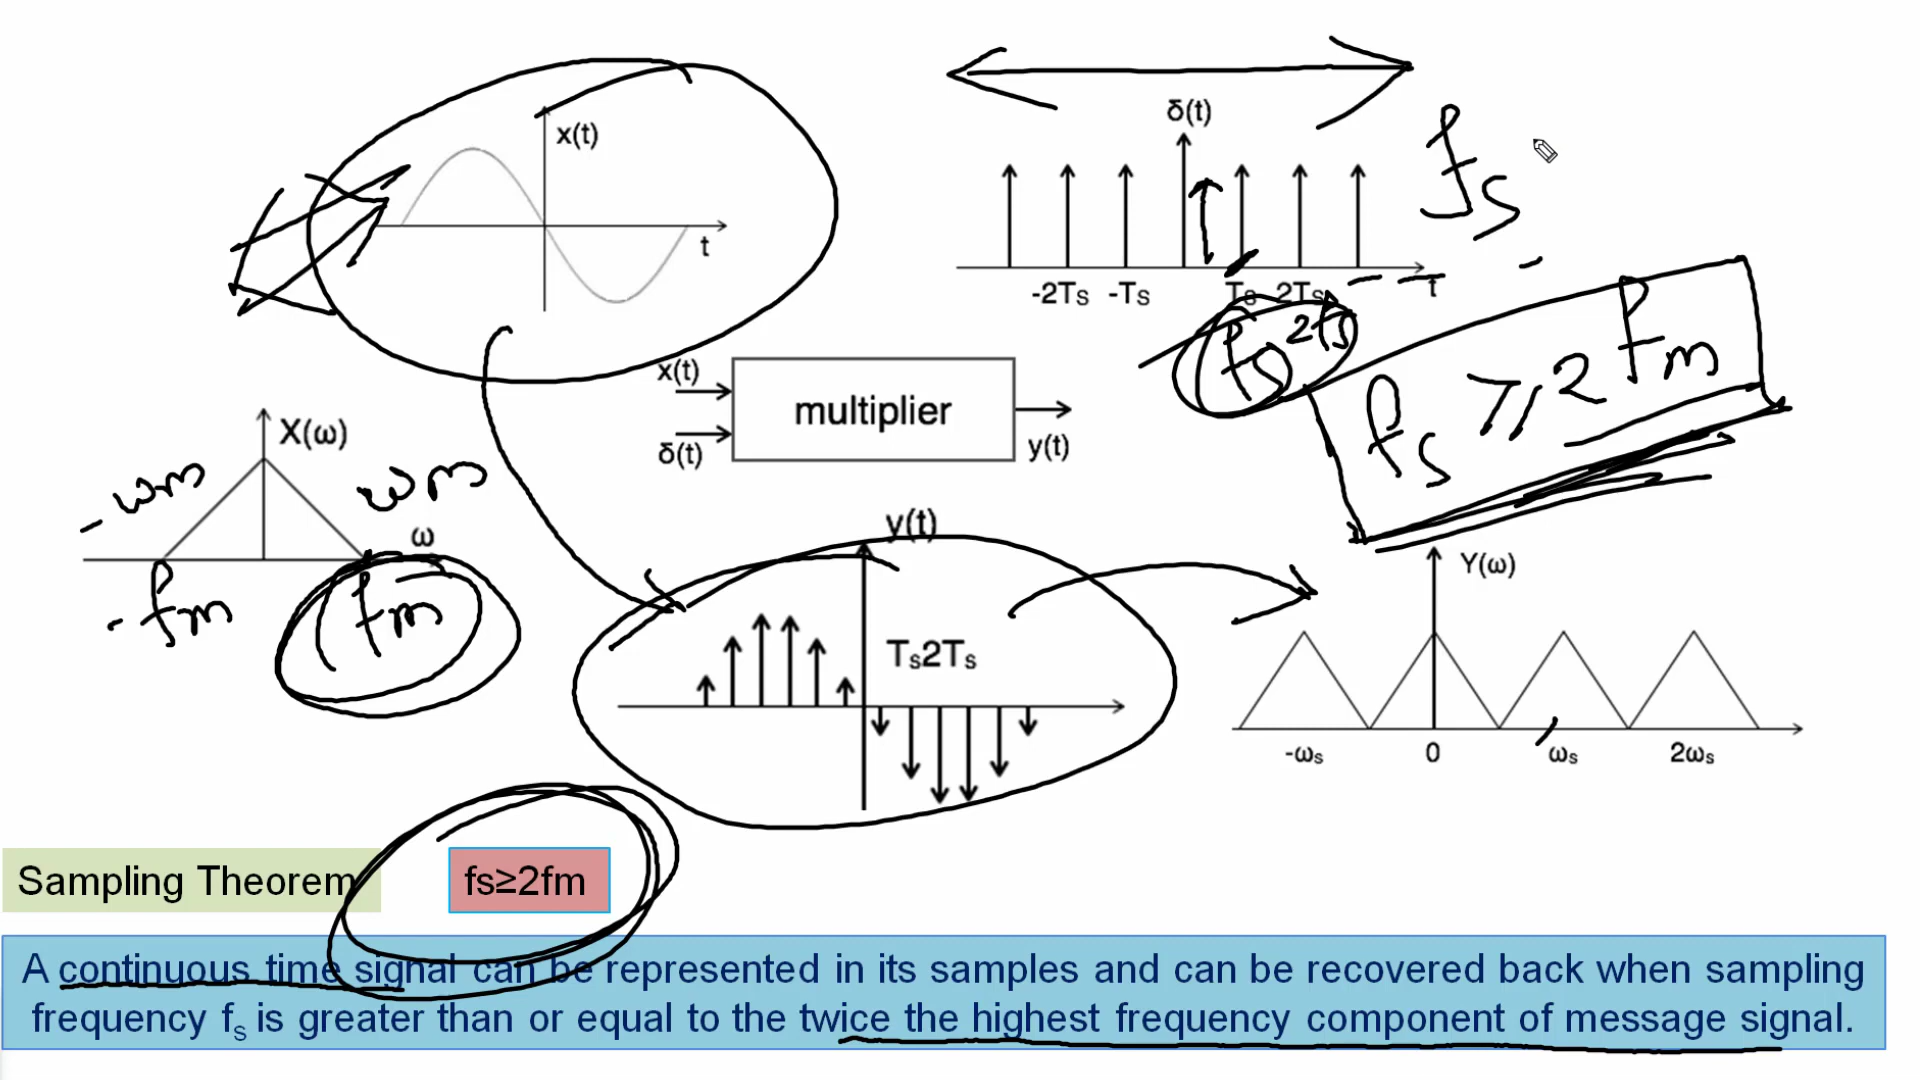 x(t)
t
δ(t)
-2Ts -Ts Ts 2Ts t
fs
fs 2fs
fs ≥ 2fm
x(t)
δ(t)
multiplier
y(t)
X(ω)
-ωm ωm
ω
-fm fm
y(t)
Ts2Ts
Y(ω)
-ωs 0 ωs 2ωs
Sampling Theorem
fs≥2fm
A continuous time signal can be represented in its samples and can be recovered back when sampling
frequency fs is greater than or equal to the twice the highest frequency component of message signal.